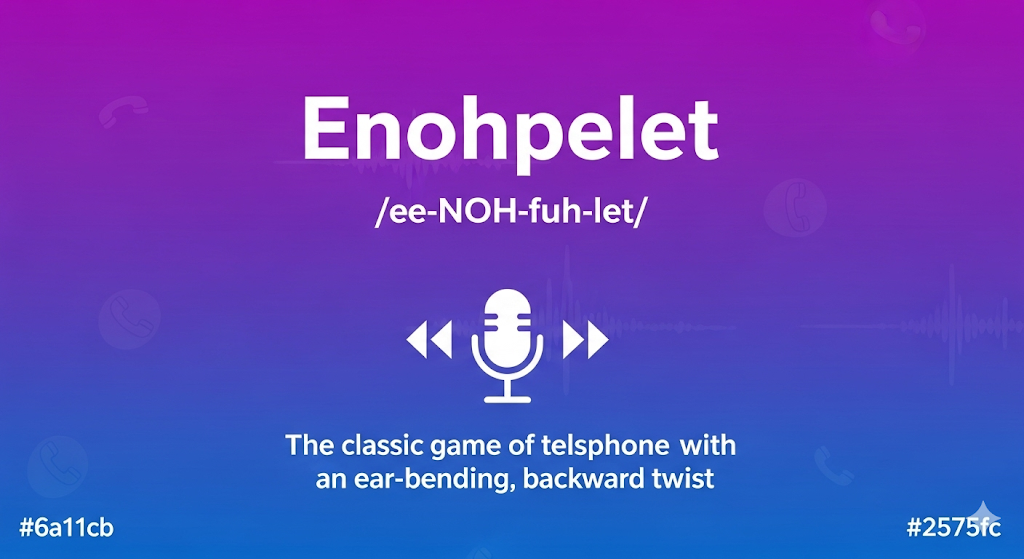 Enohpelet
/ee-NOH-fuh-let/
The classic game of telsphone with
an ear-bending, backward twist
#6a11cb
#2575fc